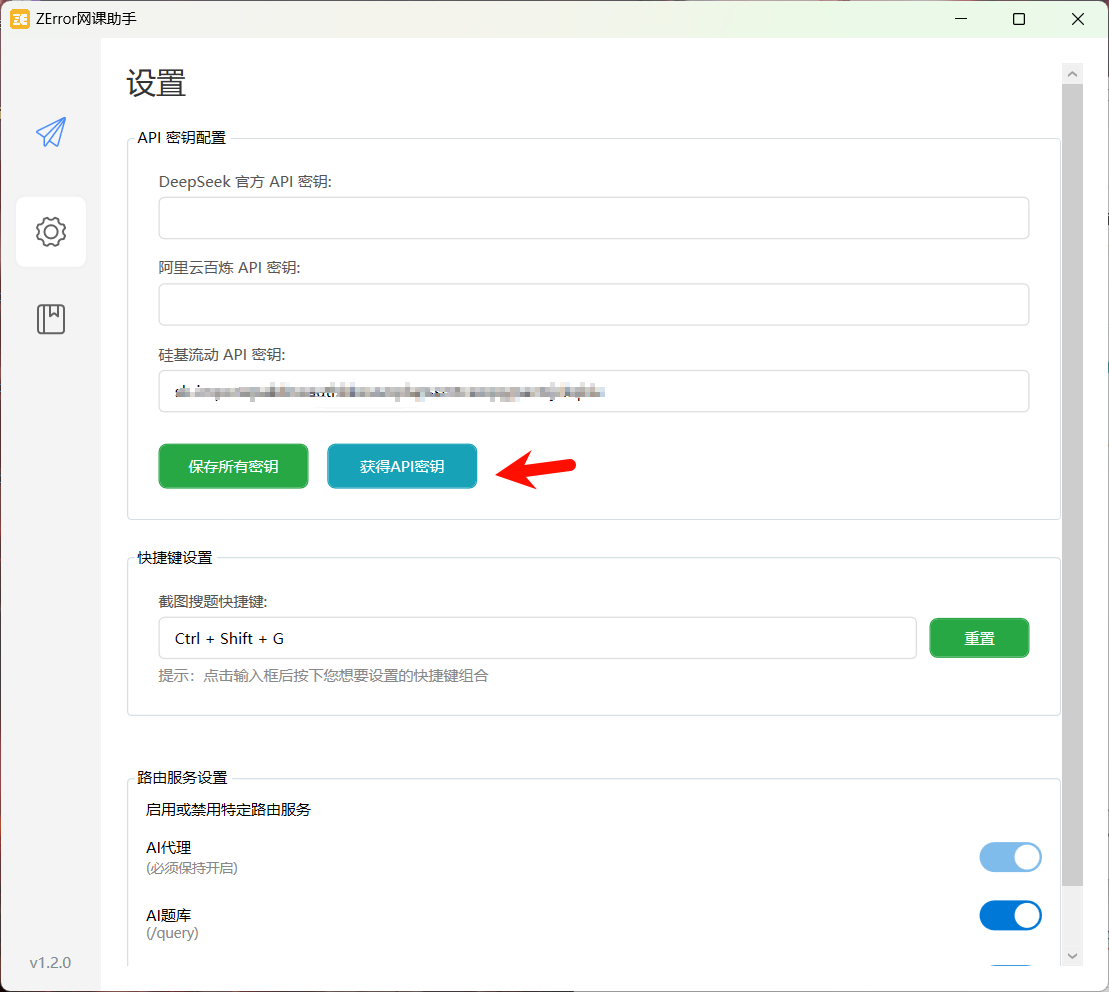 ZE ZError网课助手
设置
API 密钥配置
DeepSeek 官方 API 密钥:
阿里云百炼 API 密钥:
硅基流动 API 密钥:
保存所有密钥 获得API密钥
快捷键设置
截图搜题快捷键:
Ctrl + Shift + G 重置
提示：点击输入框后按下您想要设置的快捷键组合
路由服务设置
启用或禁用特定路由服务
AI代理
(必须保持开启)
AI题库
(/query)
v1.2.0